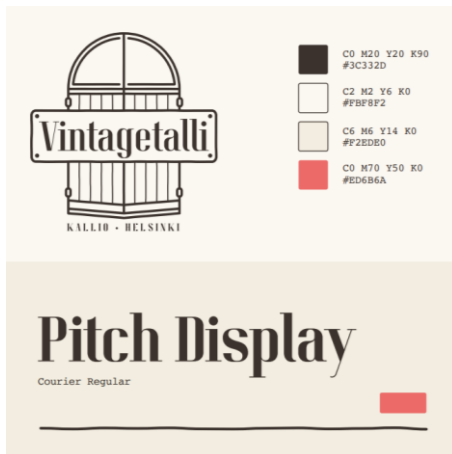 Vintagetalli
KALLIO • HELSINKI
C0 M20 Y20 K90
#3C332D
C2 M2 Y6 K0
#FBF8F2
C6 M6 Y14 K0
#F2EDE0
C0 M70 Y50 K0
#ED6B6A
Pitch Display
Courier Regular